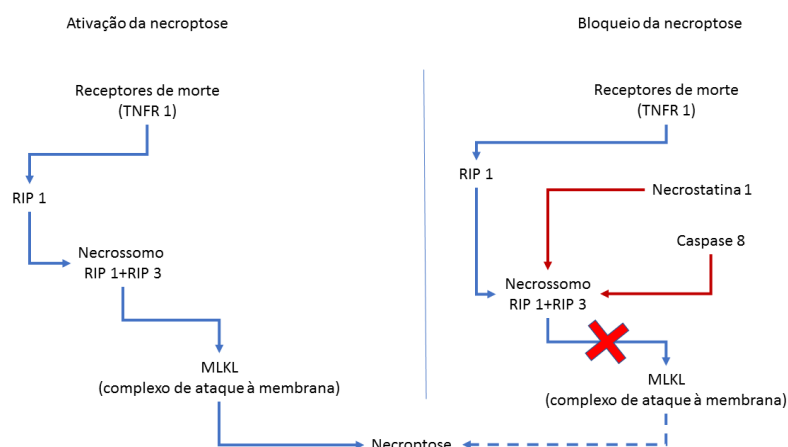 Ativação da necroptose
Receptores de morte
(TNFR 1)
RIP 1
Necrossomo
RIP 1+RIP 3
MLKL
(complexo de ataque à membrana)
Bloqueio da necroptose
Receptores de morte
(TNFR 1)
RIP 1
Necrostatina 1
Caspase 8
Necrossomo
RIP 1+RIP 3
MLKL
(complexo de ataque à membrana)
Necroptose